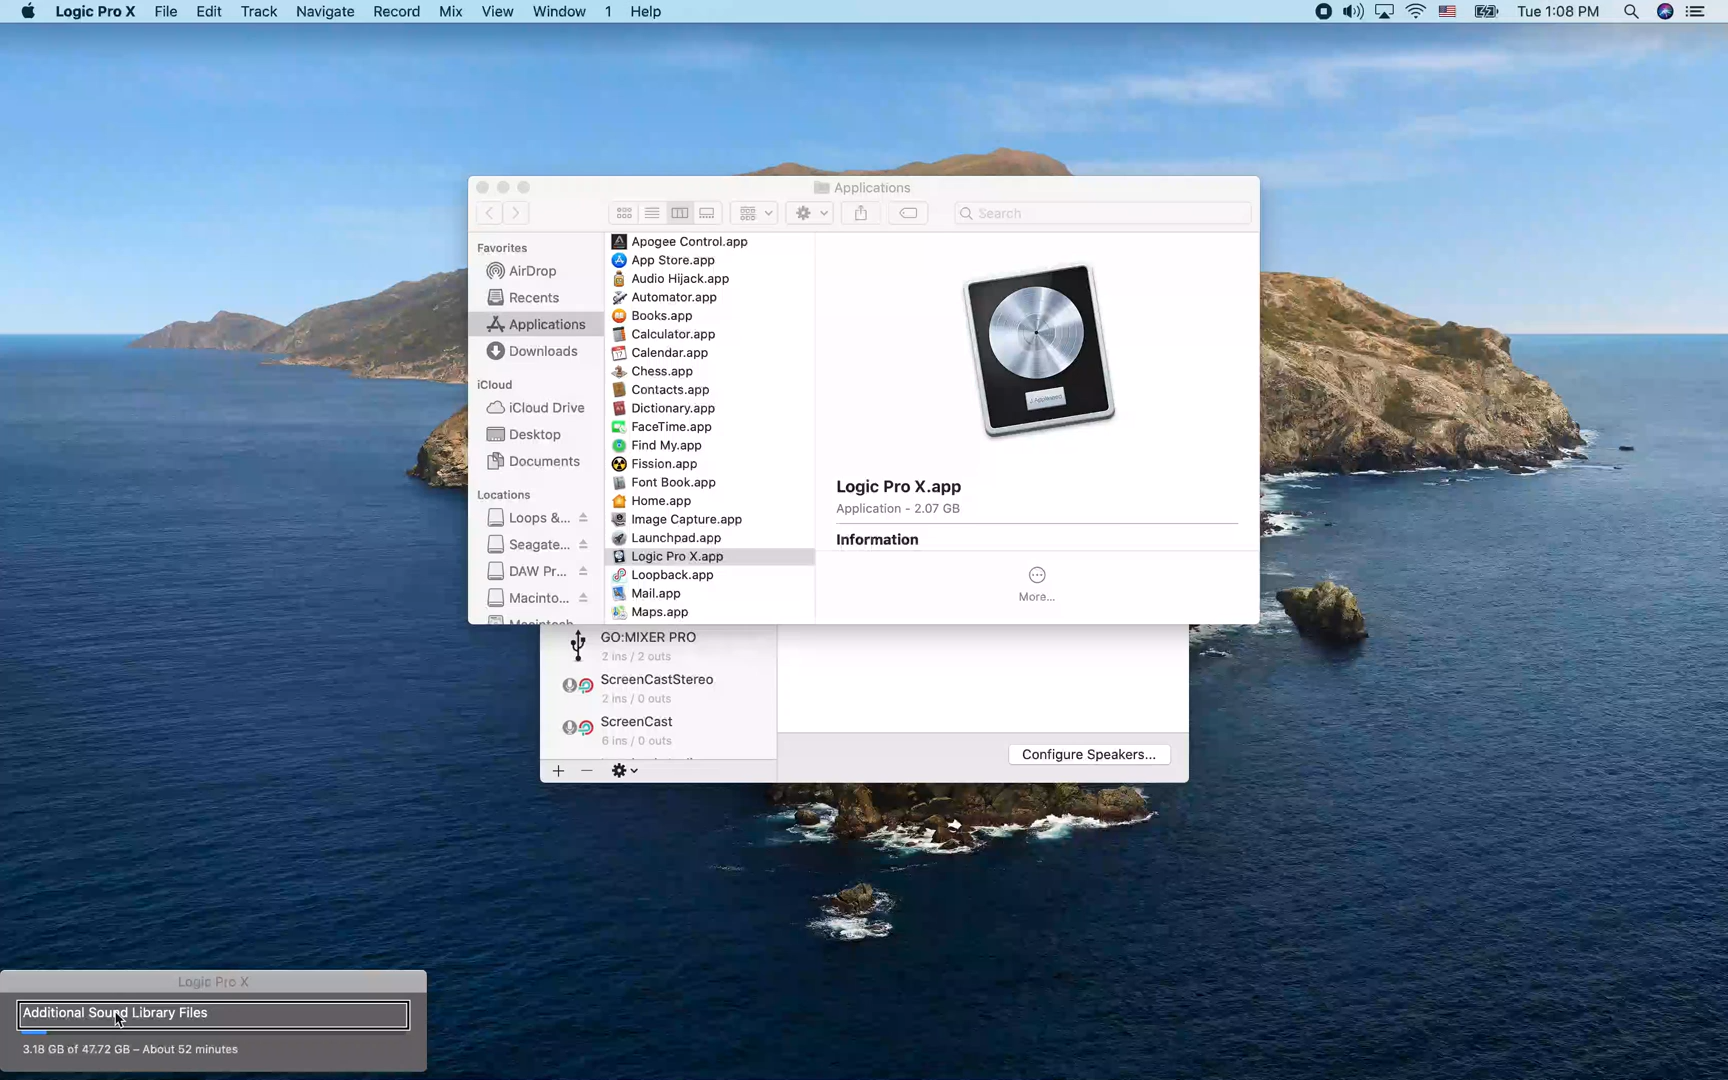 Logic Pro X File Edit Track Navigate Record Mix View Window 1 Help
Tue 1:08 PM
Applications
Search
Favorites
AirDrop
Recents
Applications
Downloads
iCloud
iCloud Drive
Desktop
Documents
Locations
Loops &...
Seagate...
DAW Pr...
Macinto...
Macintosh
Apogee Control.app
App Store.app
Audio Hijack.app
Automator.app
Books.app
Calculator.app
Calendar.app
Chess.app
Contacts.app
Dictionary.app
FaceTime.app
Find My.app
Fission.app
Font Book.app
Home.app
Image Capture.app
Launchpad.app
Logic Pro X.app
Loopback.app
Mail.app
Maps.app
Logic Pro X.app
Application - 2.07 GB
Information
More...
GO:MIXER PRO
2 ins / 2 outs
ScreenCastStereo
2 ins / 0 outs
ScreenCast
6 ins / 0 outs
Configure Speakers...
Logic Pro X
Additional Sound Library Files
3.18 GB of 47.72 GB – About 52 minutes